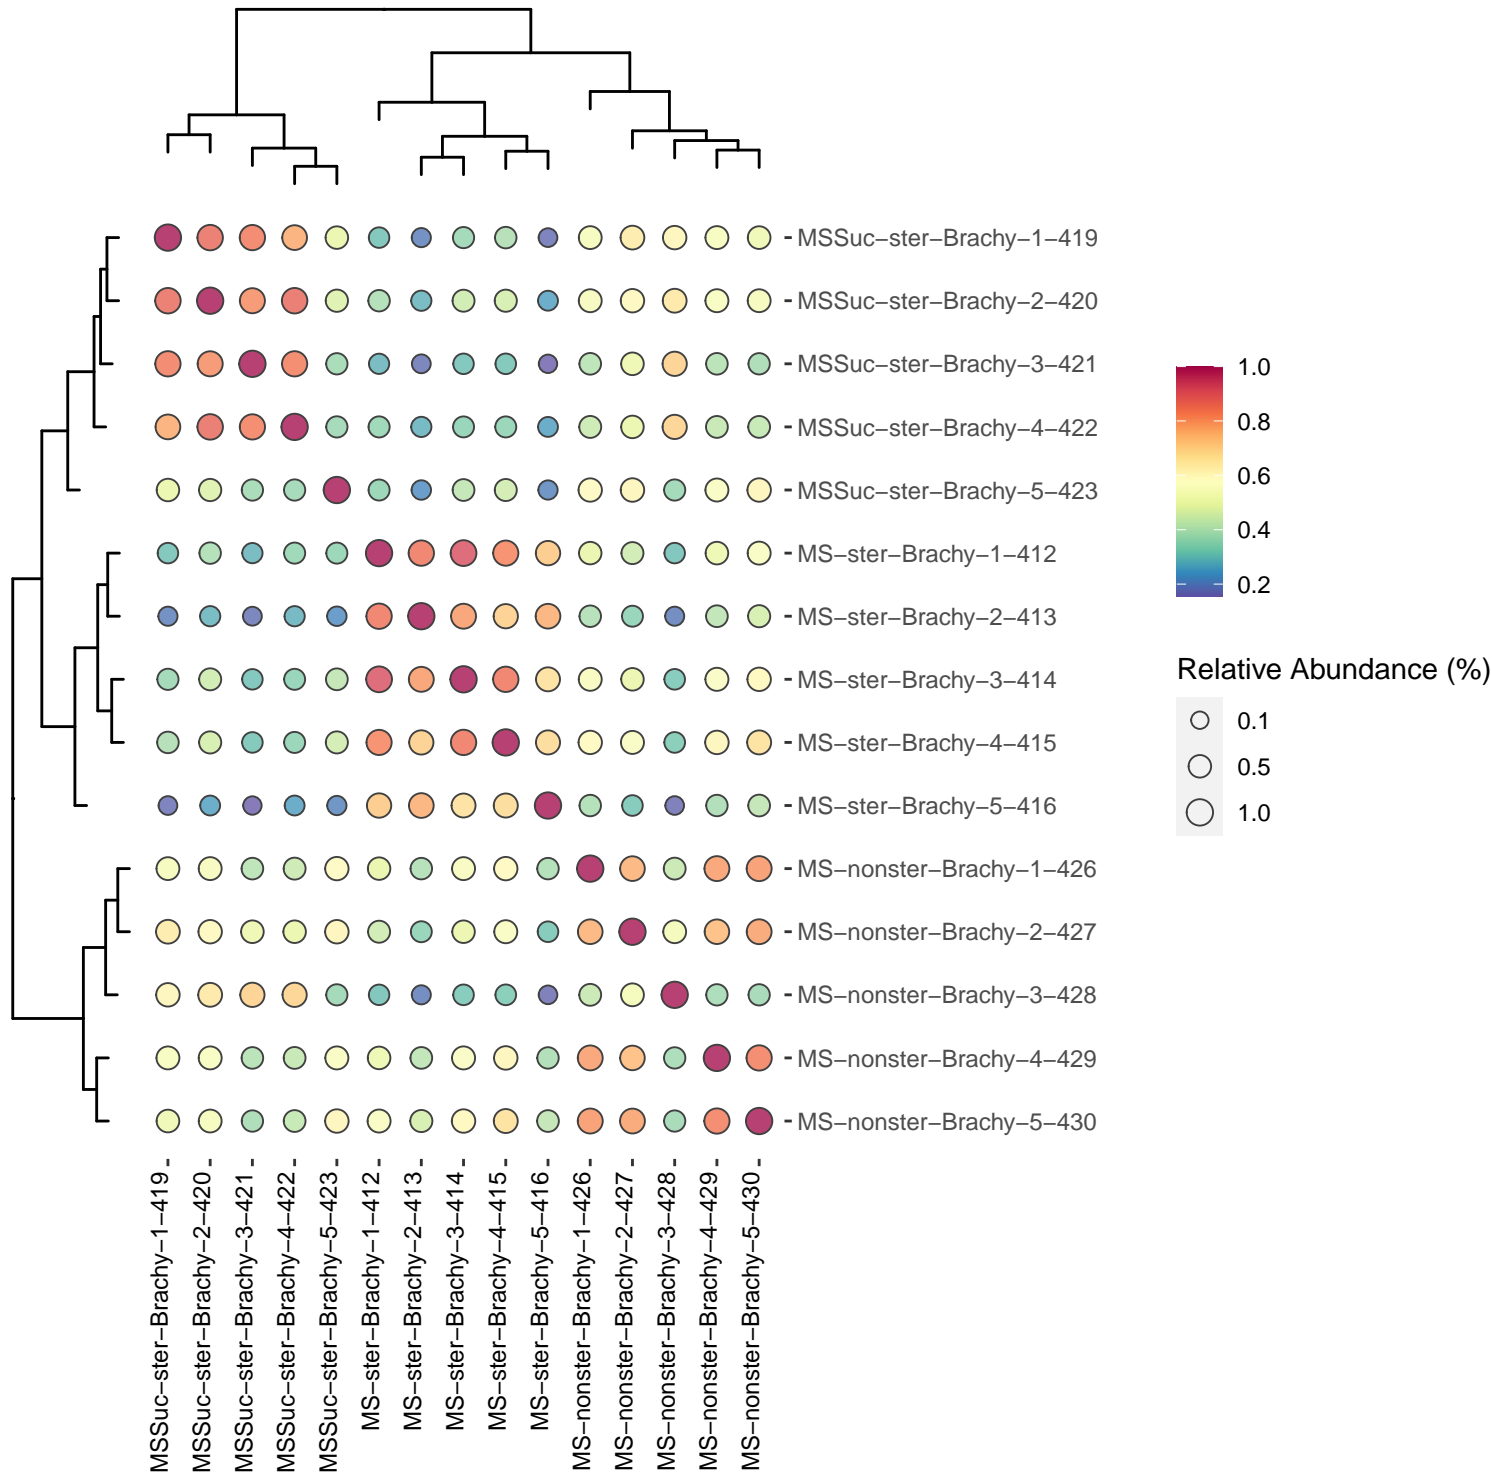 MSSuc−ster−Brachy−1−419
MSSuc−ster−Brachy−2−420
MSSuc−ster−Brachy−3−421
MSSuc−ster−Brachy−4−422
MSSuc−ster−Brachy−5−423
MS−ster−Brachy−1−412
MS−ster−Brachy−2−413
MS−ster−Brachy−3−414
MS−ster−Brachy−4−415
MS−ster−Brachy−5−416
MS−nonster−Brachy−1−426
MS−nonster−Brachy−2−427
MS−nonster−Brachy−3−428
MS−nonster−Brachy−4−429
MS−nonster−Brachy−5−430
1.0
0.8
0.6
0.4
0.2
Relative Abundance (%)
0.1
0.5
1.0
MSSuc−ster−Brachy−1−419
MSSuc−ster−Brachy−2−420
MSSuc−ster−Brachy−3−421
MSSuc−ster−Brachy−4−422
MSSuc−ster−Brachy−5−423
MS−ster−Brachy−1−412
MS−ster−Brachy−2−413
MS−ster−Brachy−3−414
MS−ster−Brachy−4−415
MS−ster−Brachy−5−416
MS−nonster−Brachy−1−426
MS−nonster−Brachy−2−427
MS−nonster−Brachy−3−428
MS−nonster−Brachy−4−429
MS−nonster−Brachy−5−430